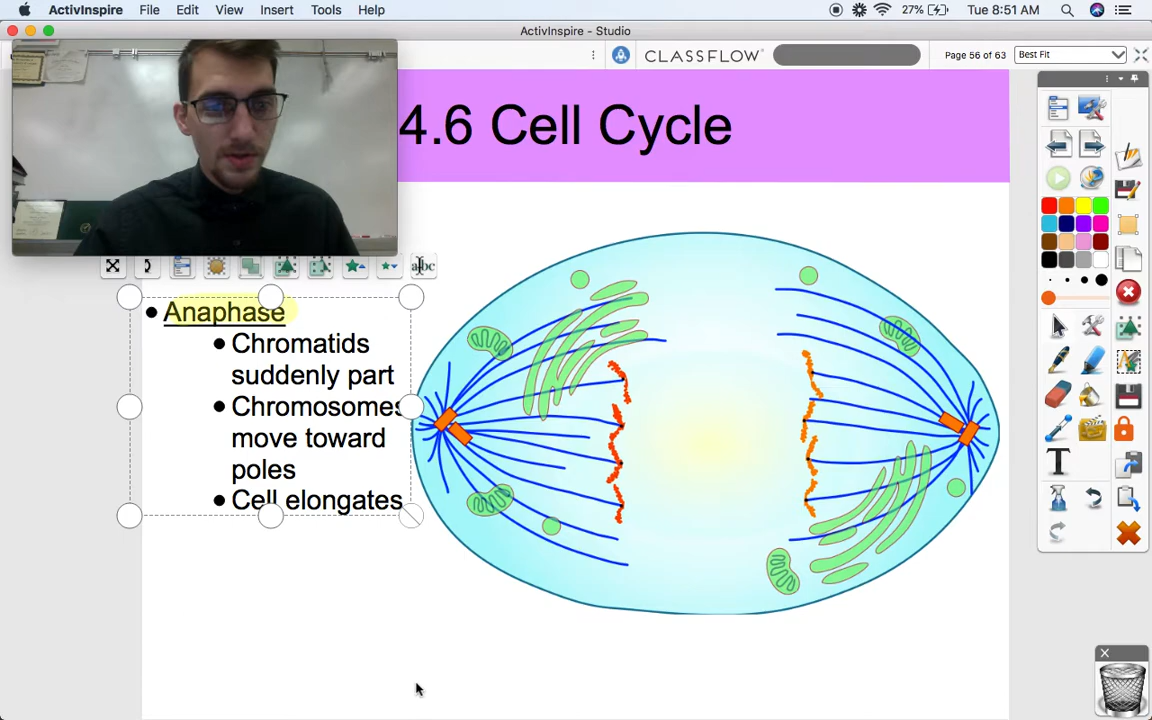 ActivInspire File Edit View Insert Tools Help 27% Tue 8:51 AM
ActivInspire - Studio
CLASSFLOW Page 56 of 63 Best Fit
4.6 Cell Cycle
abc
• Anaphase
• Chromatids
suddenly part
• Chromosomes
move toward
poles
• Cell elongates
T